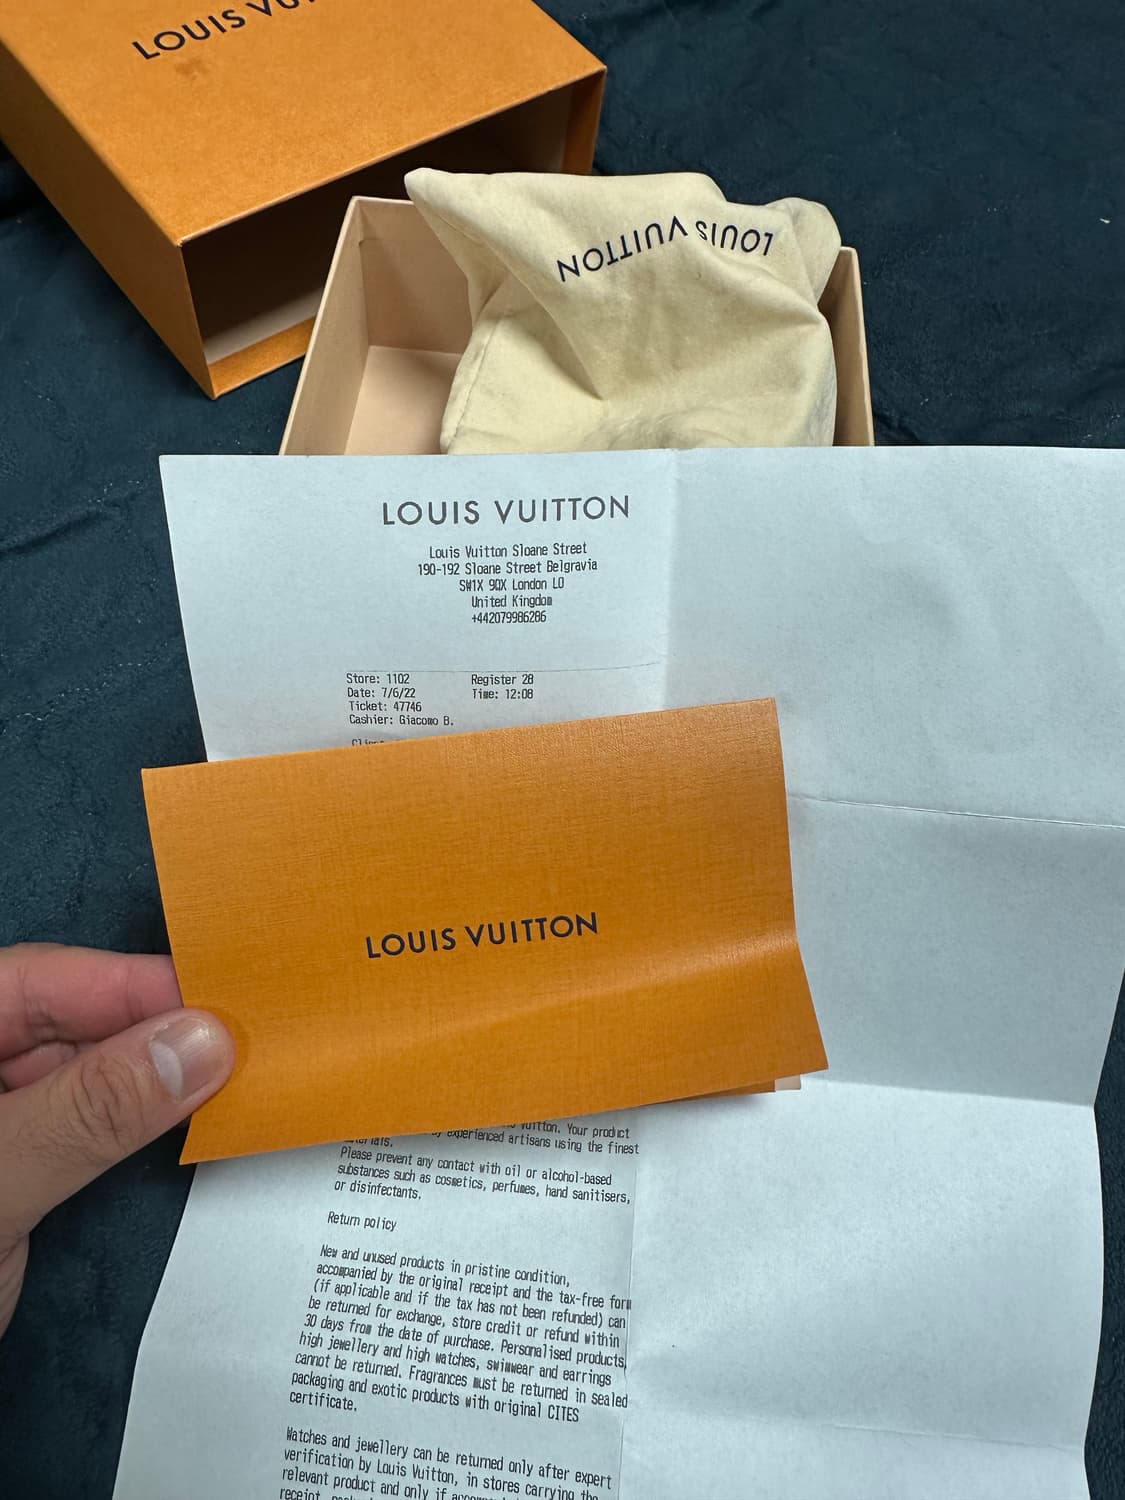 LOUIS VU
LOUIS VUITTON
LOUIS VUITTON
Louis Vuitton Sloane Street
190-192 Sloane Street Belgravia
SW1X 9QX London LO
United Kingdom
+442079986286
Store: 1102 Register 28
Date: 7/6/22 Time: 12:08
Ticket: 47746
Cashier: Giacomo B.
LOUIS VUITTON
Vuitton. Your product
by experienced artisans using the finest
materials.
Please prevent any contact with oil or alcohol-based
substances such as cosmetics, perfumes, hand sanitisers,
or disinfectants.
Return policy
New and unused products in pristine condition,
accompanied by the original receipt and the tax-free form
(if applicable and if the tax has not been refunded) can
be returned for exchange, store credit or refund within
30 days from the date of purchase. Personalised products,
high jewellery and high watches, swimwear and earrings
cannot be returned. Fragrances must be returned in sealed
packaging and exotic products with original CITES
certificate.
Watches and jewellery can be returned only after expert
verification by Louis Vuitton, in stores carrying the
relevant product and only if
receipt,